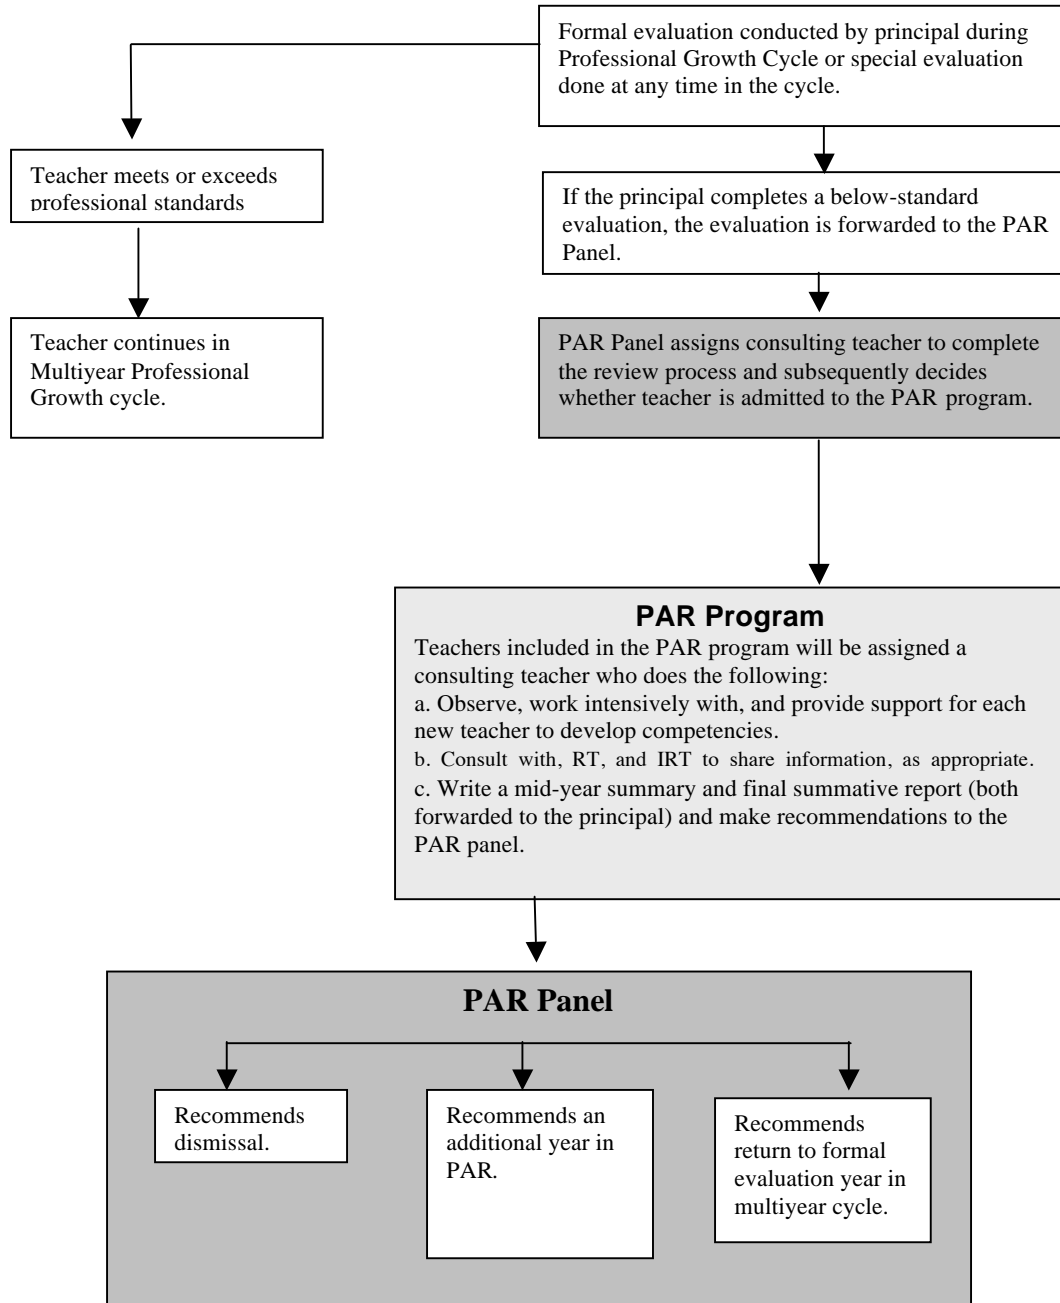 Formal evaluation conducted by principal during
Professional Growth Cycle or special evaluation
done at any time in the cycle.
Teacher meets or exceeds
professional standards
If the principal completes a below-standard
evaluation, the evaluation is forwarded to the PAR
Panel.
Teacher continues in
Multiyear Professional
Growth cycle.
PAR Panel assigns consulting teacher to complete
the review process and subsequently decides
whether teacher is admitted to the PAR program.
PAR Program
Teachers included in the PAR program will be assigned a
consulting teacher who does the following:
a. Observe, work intensively with, and provide support for each
new teacher to develop competencies.
b. Consult with, RT, and IRT to share information, as appropriate.
c. Write a mid-year summary and final summative report (both
forwarded to the principal) and make recommendations to the
PAR panel.
PAR Panel
Recommends
dismissal.
Recommends an
additional year in
PAR.
Recommends
return to formal
evaluation year in
multiyear cycle.